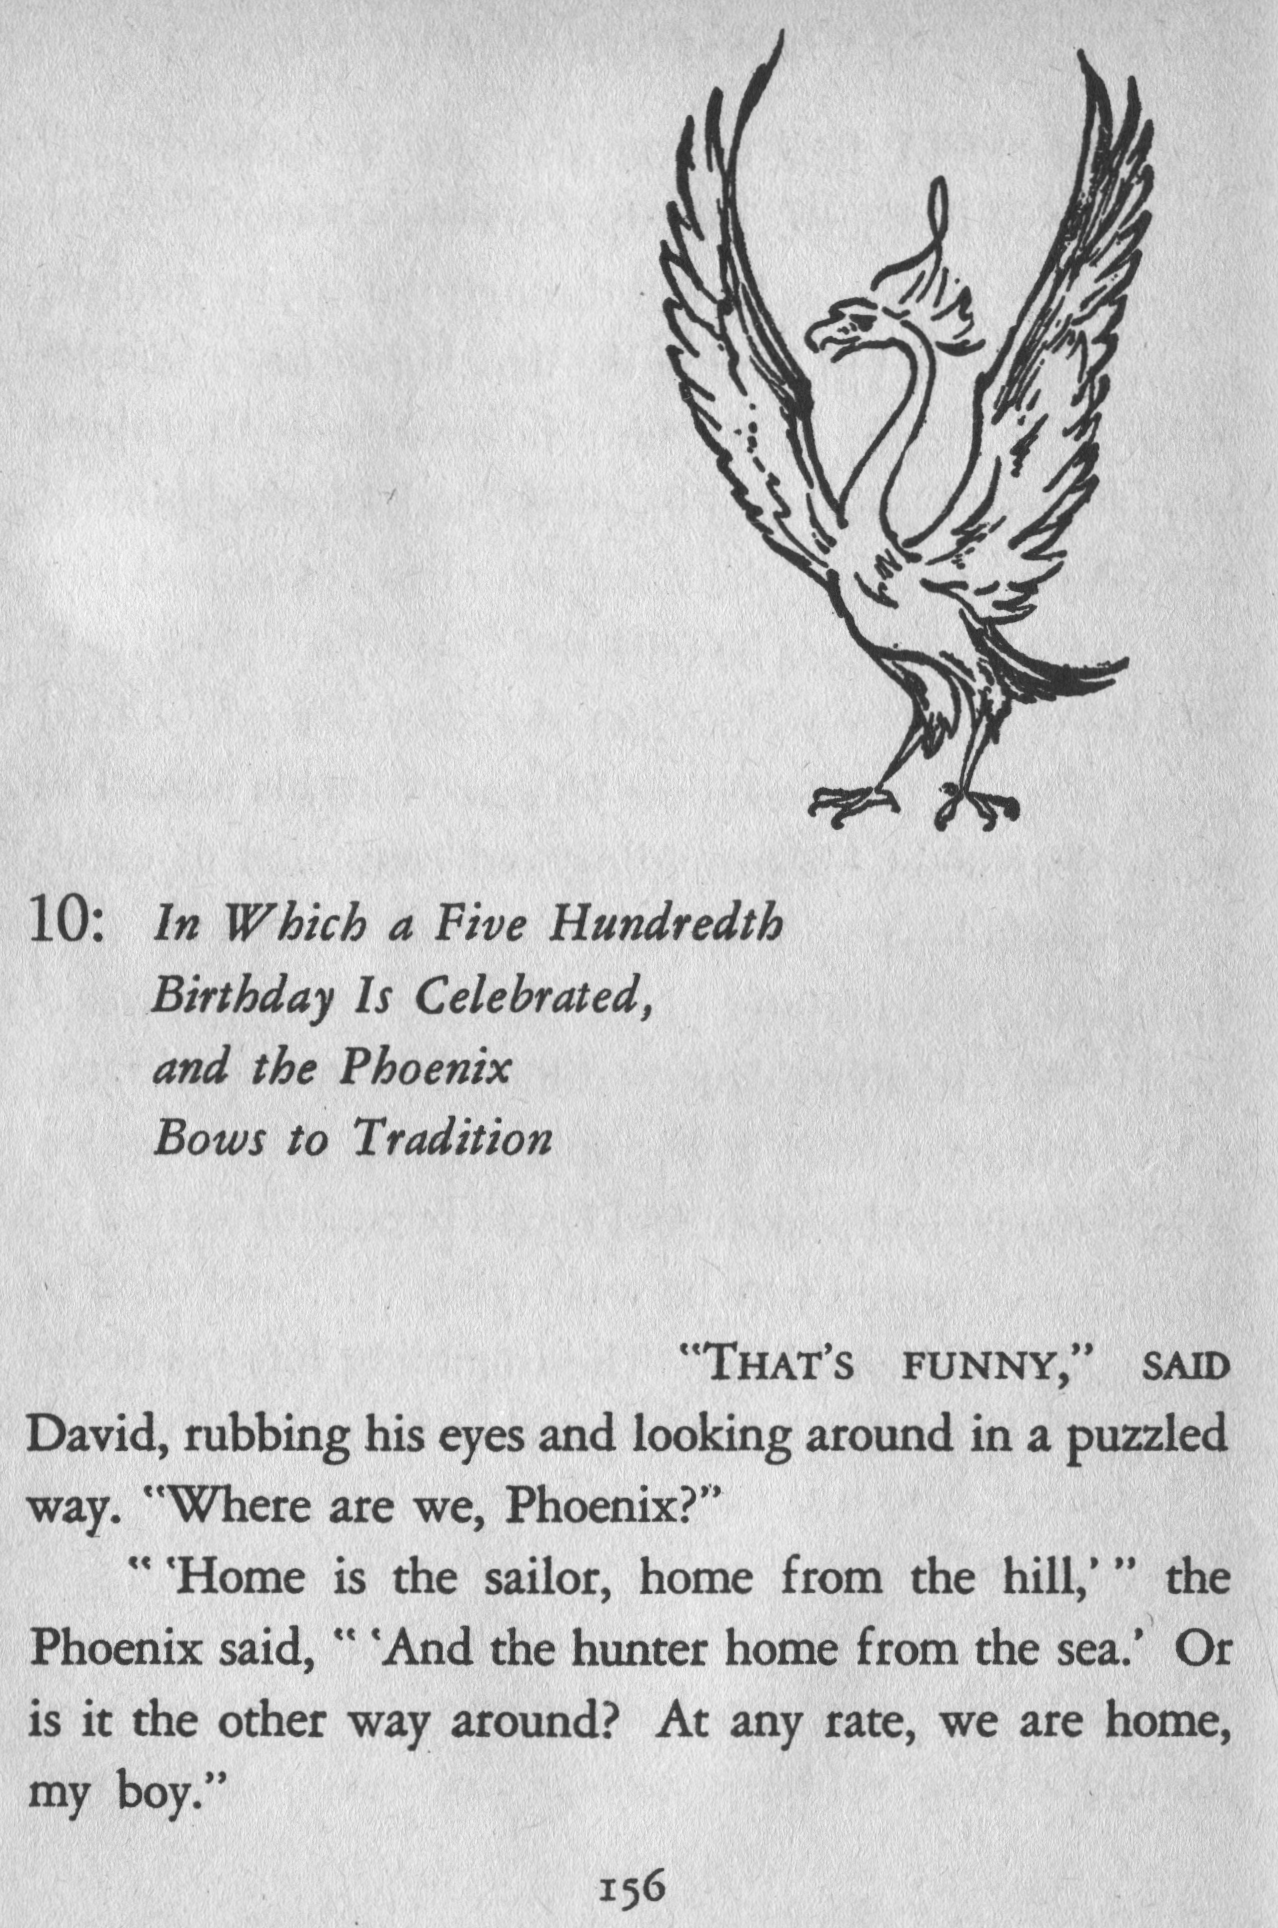 10: In Which a Five Hundredth
Birthday Is Celebrated,
and the Phoenix
Bows to Tradition
“THAT’S FUNNY,” SAID
David, rubbing his eyes and looking around in a puzzled
way. “Where are we, Phoenix?”
“ ‘Home is the sailor, home from the hill,’ ” the
Phoenix said, “ ‘And the hunter home from the sea.’ Or
is it the other way around? At any rate, we are home,
my boy.”
156